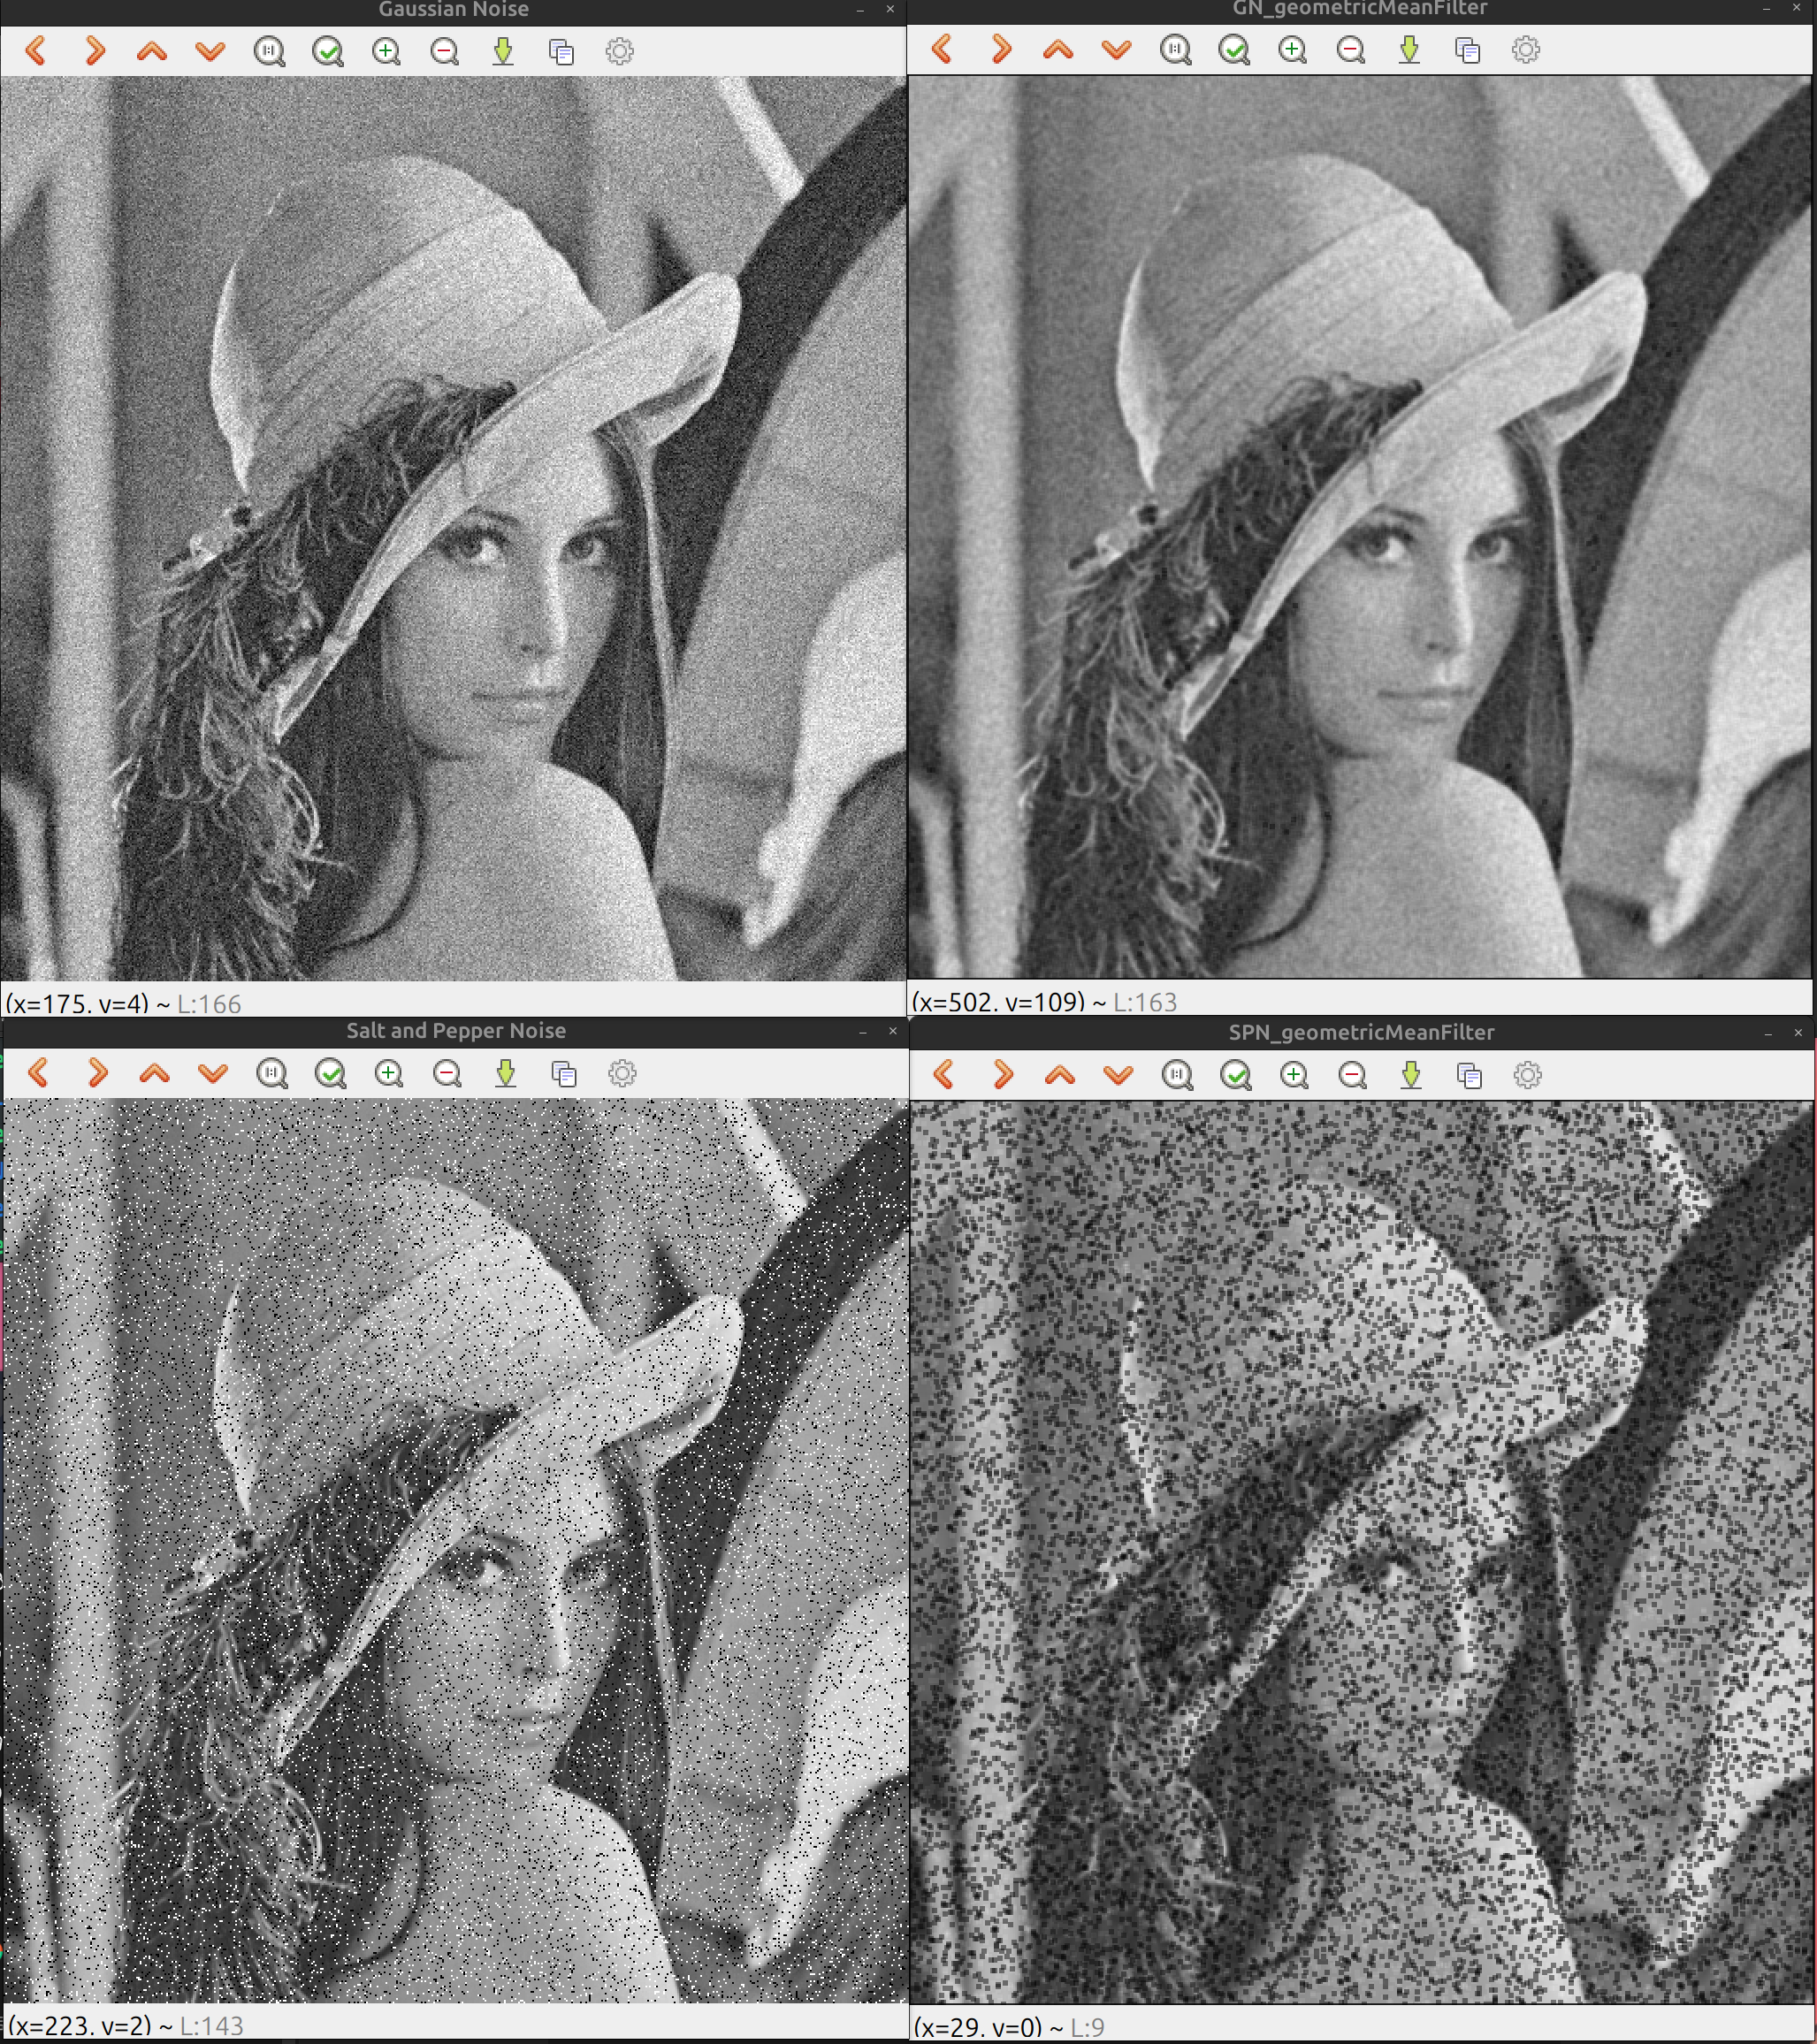 Gaussian Noise
GN_geometricMeanFilter
(x=175, y=4) ~ L:166
(x=502, y=109) ~ L:163
Salt and Pepper Noise
SPN_geometricMeanFilter
(x=223, y=2) ~ L:143
(x=29, y=0) ~ L:9